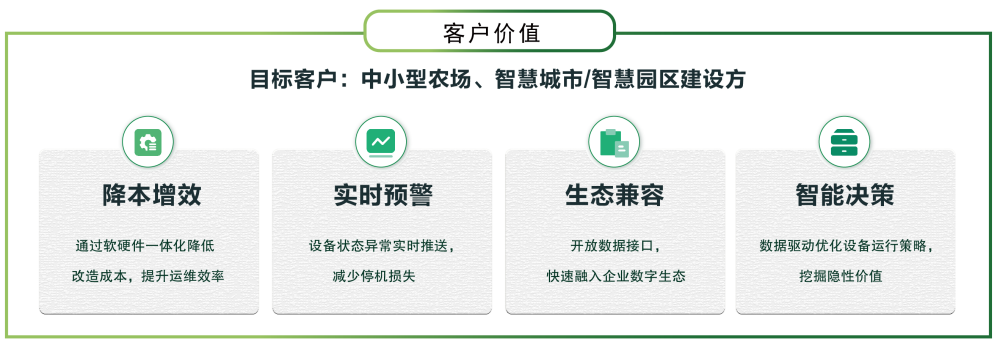 客户价值
目标客户：中小型农场、智慧城市/智慧园区建设方
降本增效
通过软硬件一体化降低
改造成本，提升运维效率
实时预警
设备状态异常实时推送，
减少停机损失
生态兼容
开放数据接口，
快速融入企业数字生态
智能决策
数据驱动优化设备运行策略，
挖掘隐性价值